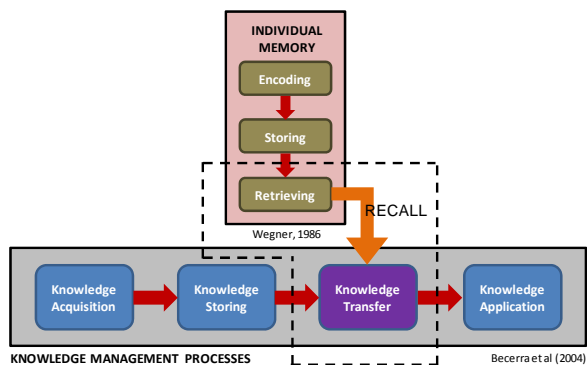 INDIVIDUAL
MEMORY
Encoding
Storing
Retrieving
RECALL
Wegner, 1986
Knowledge
Acquisition
Knowledge
Storing
Knowledge
Transfer
Knowledge
Application
KNOWLEDGE MANAGEMENT PROCESSES
Becerra et al (2004)